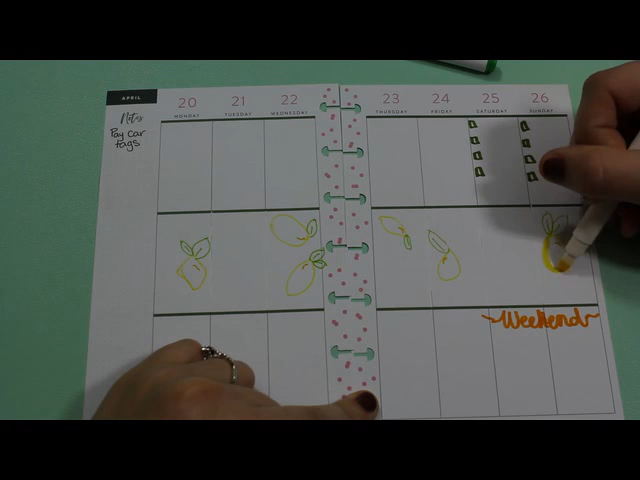 APRIL
Notes
Pay car
tags
20
MONDAY
21
TUESDAY
22
WEDNESDAY
23
THURSDAY
24
FRIDAY
25
SATURDAY
26
SUNDAY
Weekend